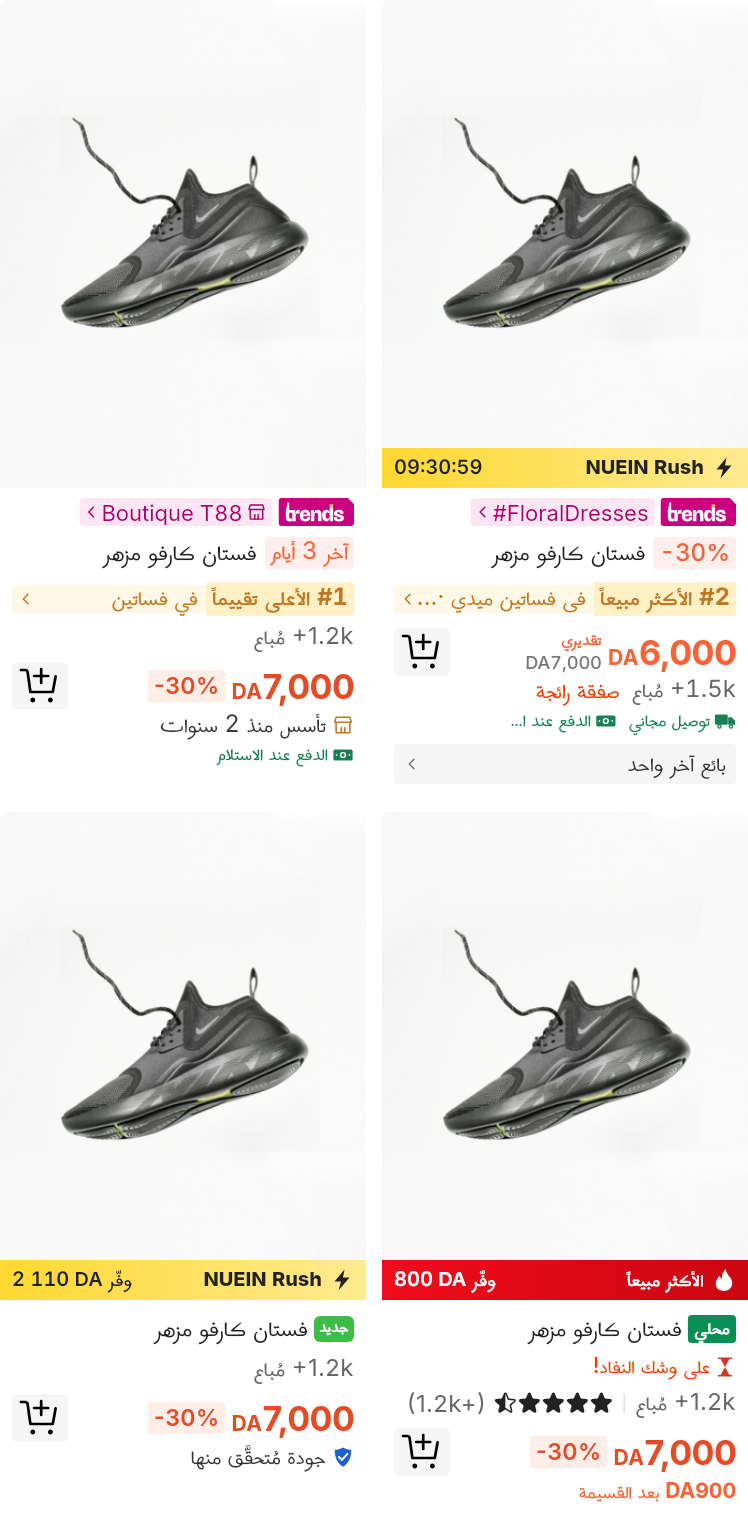 NUEIN Rush 09:30:59
trends #FloralDresses
-30% فستان كارفو مزهر
#2 الأكثر مبيعاً فى فساتين ميدي ·...
DA6,000 تقديري DA7,000
1.5k+ مُباع صفقة رائجة
توصيل مجاني الدفع عند ا...
بائع آخر واحد
trends Boutique T88
آخر 3 أيام فستان كارفو مزهر
#1 الأعلى تقييماً في فساتين
1.2k+ مُباع
DA7,000 -30%
تأسس منذ 2 سنوات
الدفع عند الاستلام
الأكثر مبيعاً وفّر 800 DA
محلي فستان كارفو مزهر
على وشك النفاد!
1.2k+ مُباع | (1.2k+)
DA7,000 -30%
DA900 بعد القسيمة
NUEIN Rush وفّر 2 110 DA
جديد فستان كارفو مزهر
1.2k+ مُباع
DA7,000 -30%
جودة مُتحقَّق منها